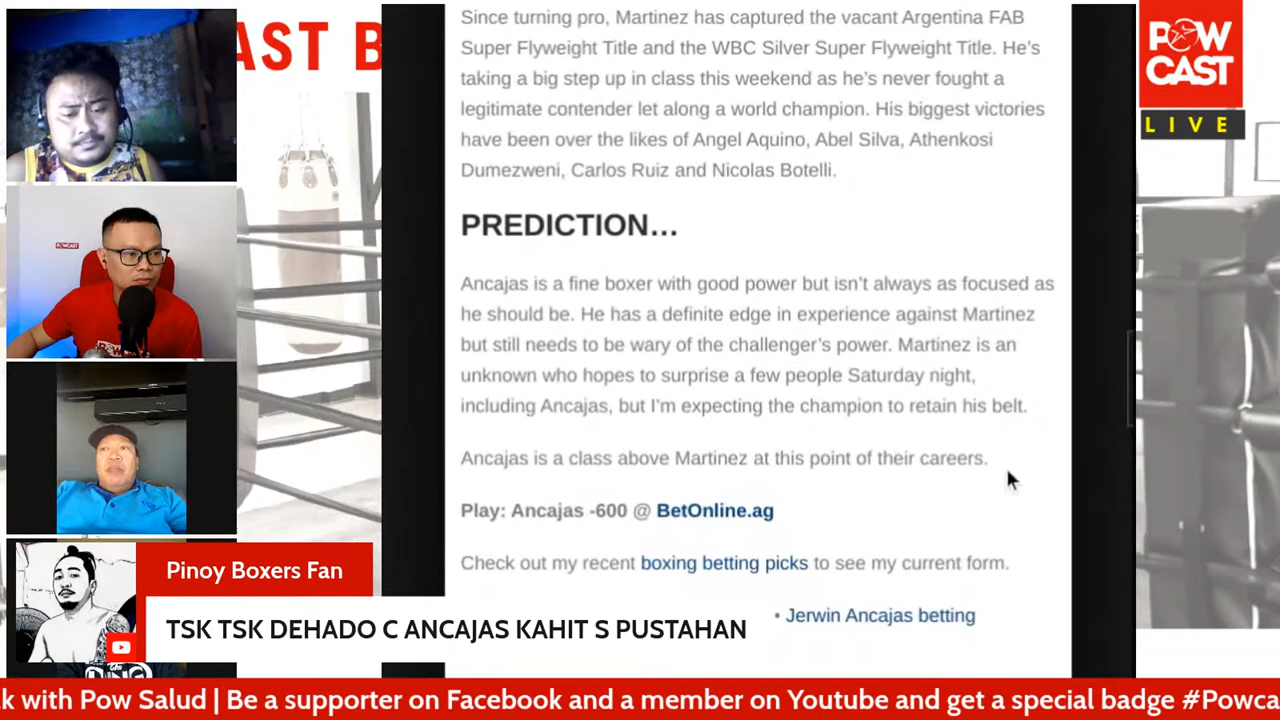 AST B
Since turning pro, Martinez has captured the vacant Argentina FAB
Super Flyweight Title and the WBC Silver Super Flyweight Title. He's
taking a big step up in class this weekend as he's never fought a
legitimate contender let along a world champion. His biggest victories
have been over the likes of Angel Aquino, Abel Silva, Athenkosi
Dumezweni, Carlos Ruiz and Nicolas Botelli.
PREDICTION...
Ancajas is a fine boxer with good power but isn't always as focused as
he should be. He has a definite edge in experience against Martinez
but still needs to be wary of the challenger's power. Martinez is an
unknown who hopes to surprise a few people Saturday night,
including Ancajas, but I'm expecting the champion to retain his belt.
Ancajas is a class above Martinez at this point of their careers.
Play: Ancajas -600 @ BetOnline.ag
Check out my recent boxing betting picks to see my current form.
• Jerwin Ancajas betting
POW
CAST
LIVE
POWCAST
Pinoy Boxers Fan
TSK TSK DEHADO C ANCAJAS KAHIT S PUSTAHAN
k with Pow Salud | Be a supporter on Facebook and a member on Youtube and get a special badge #Powca